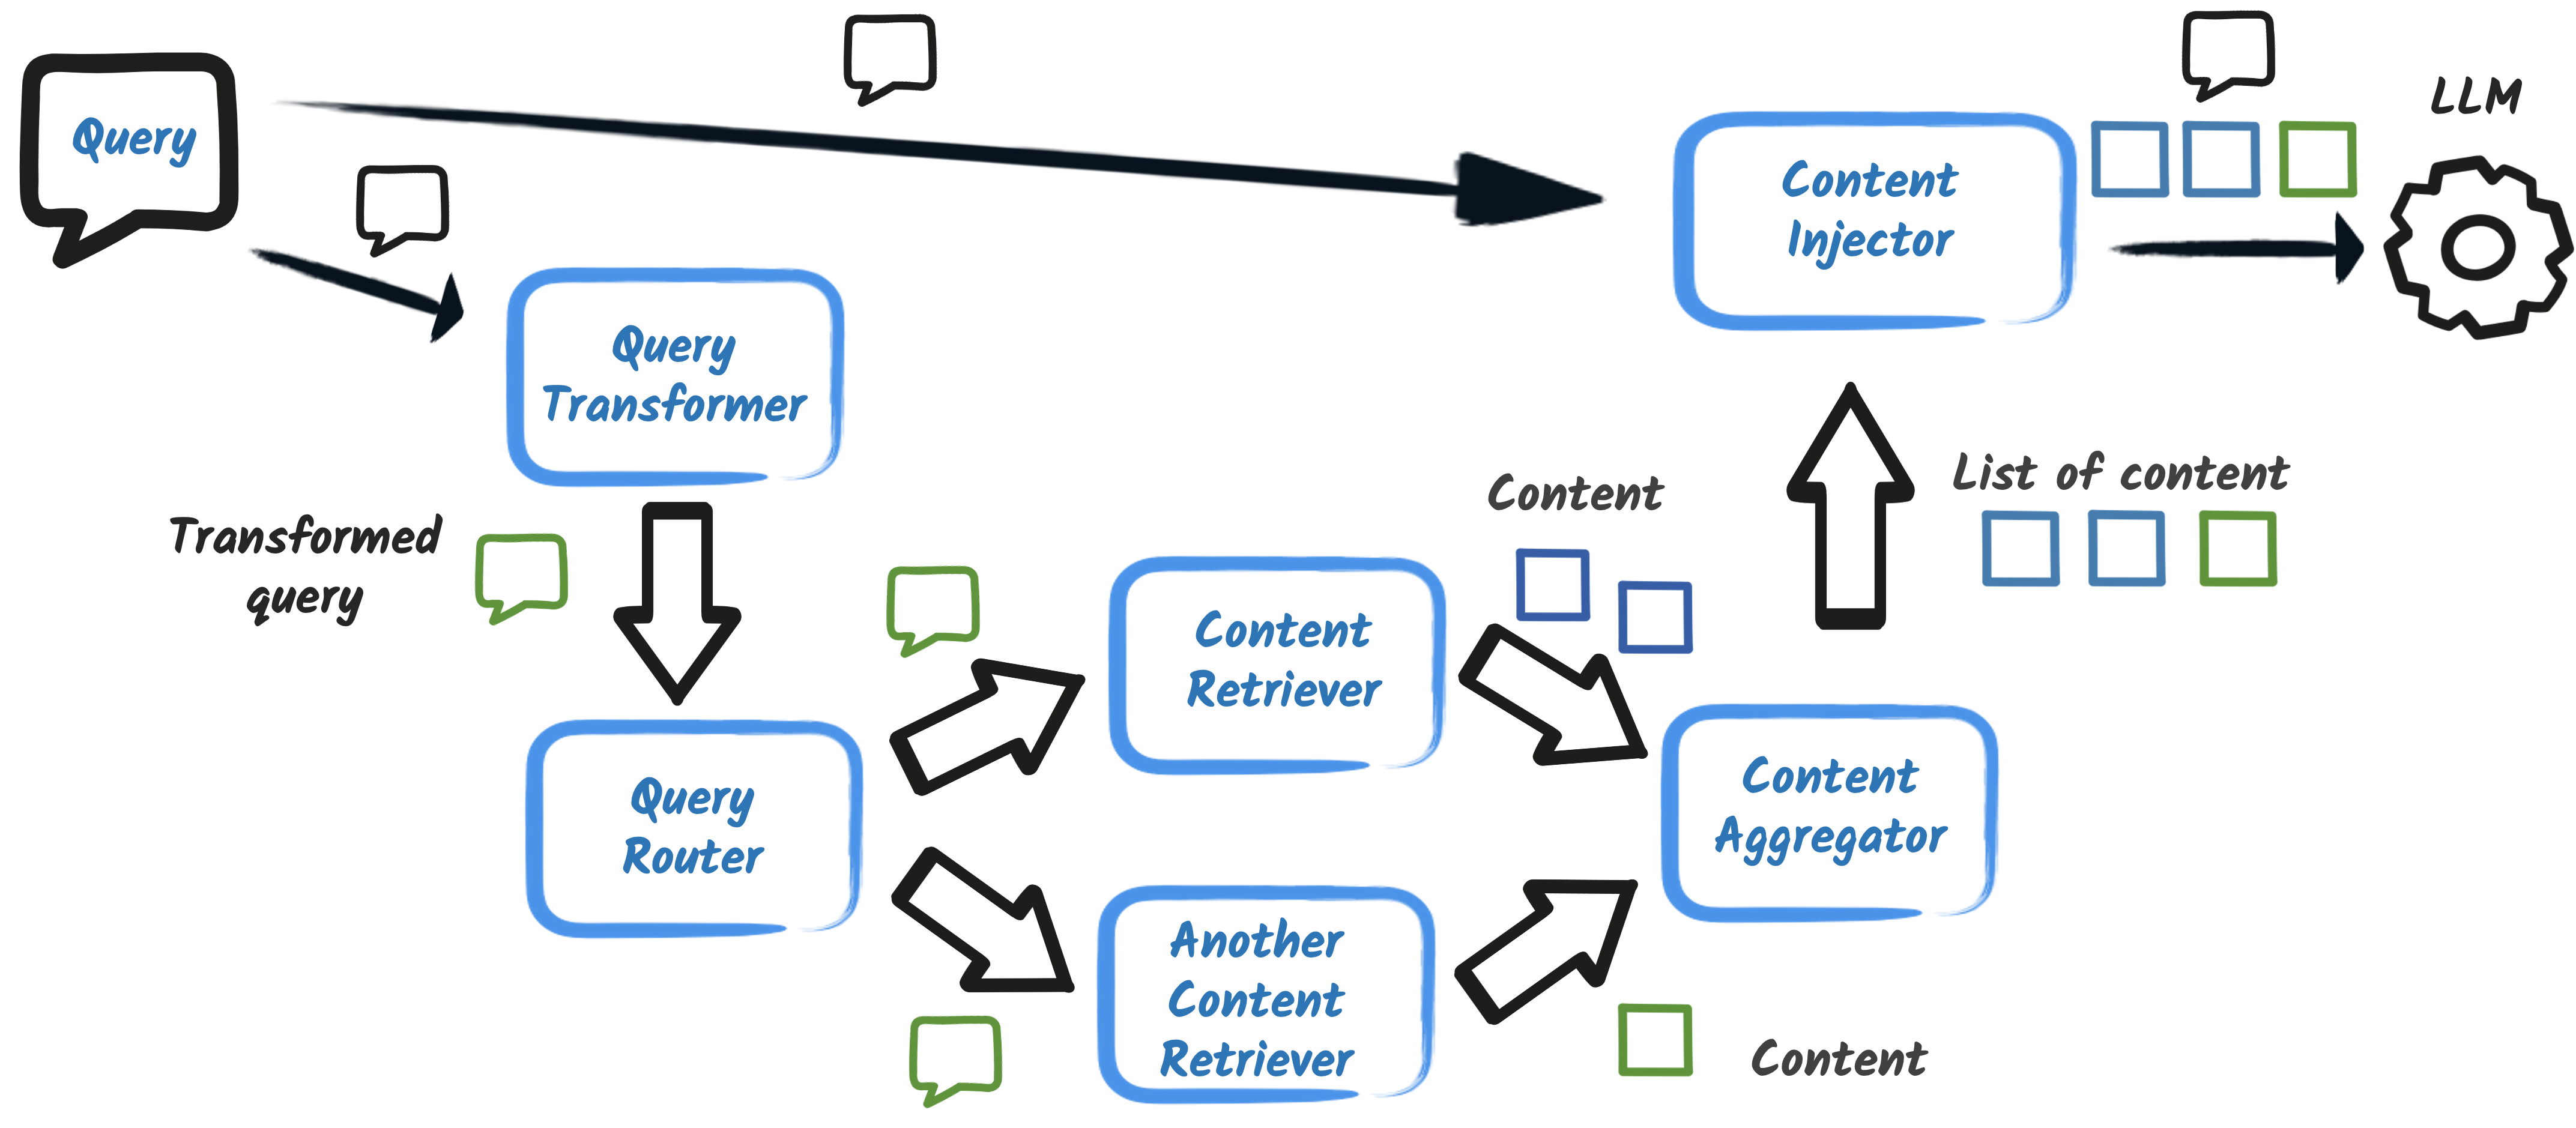 Query
LLM
Content
Injector
Query
Transformer
Transformed
query
Content
List of content
Content
Retriever
Query
Router
Content
Aggregator
Another
Content
Retriever
Content